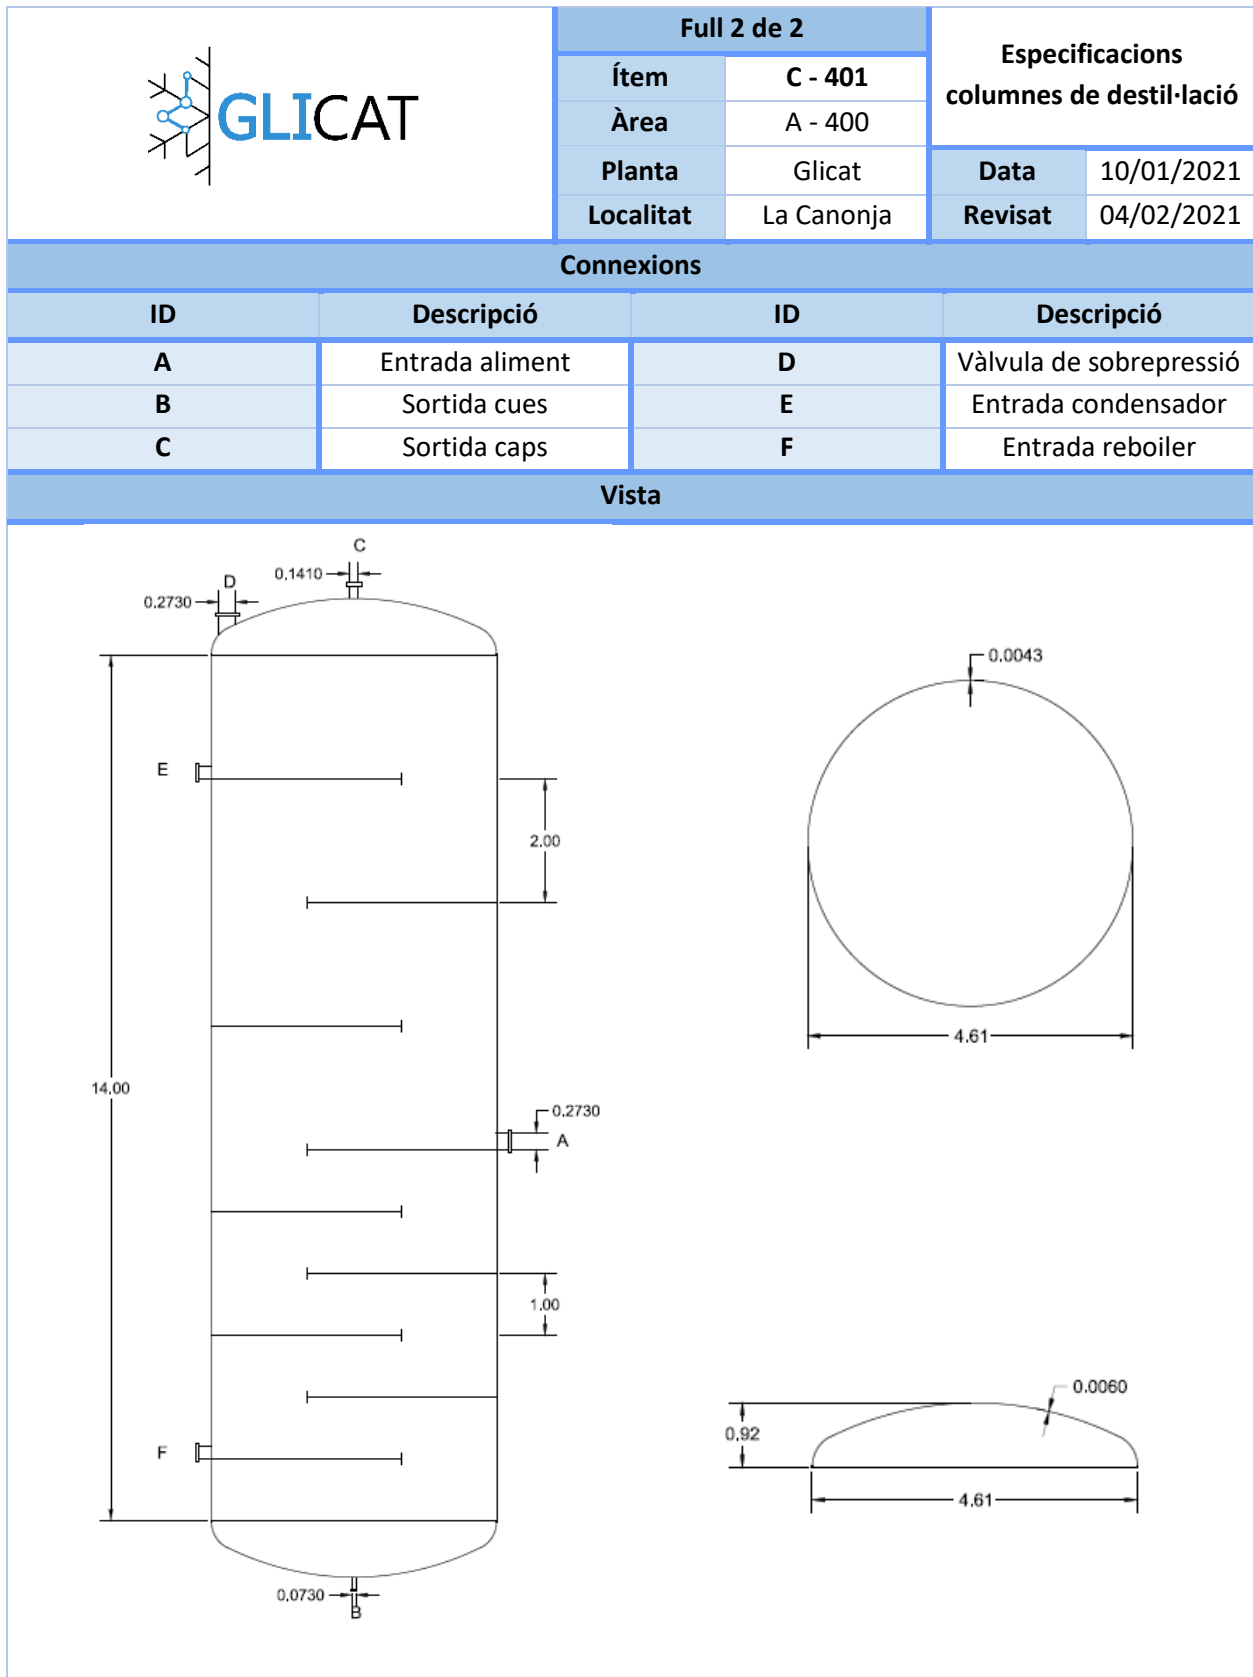 GLICAT
Full 2 de 2
Ítem C - 401
Àrea A - 400
Planta Glicat
Localitat La Canonja
Especificacions
columnes de destil·lació
Data 10/01/2021
Revisat 04/02/2021
Connexions
ID Descripció ID Descripció
A Entrada aliment D Vàlvula de sobrepressió
B Sortida cues E Entrada condensador
C Sortida caps F Entrada reboiler
Vista
C
0.1410
D
0.2730
E
2.00
14.00
0.2730
A
1.00
F
0.0730
B
0.0043
4.61
0.0060
0.92
4.61